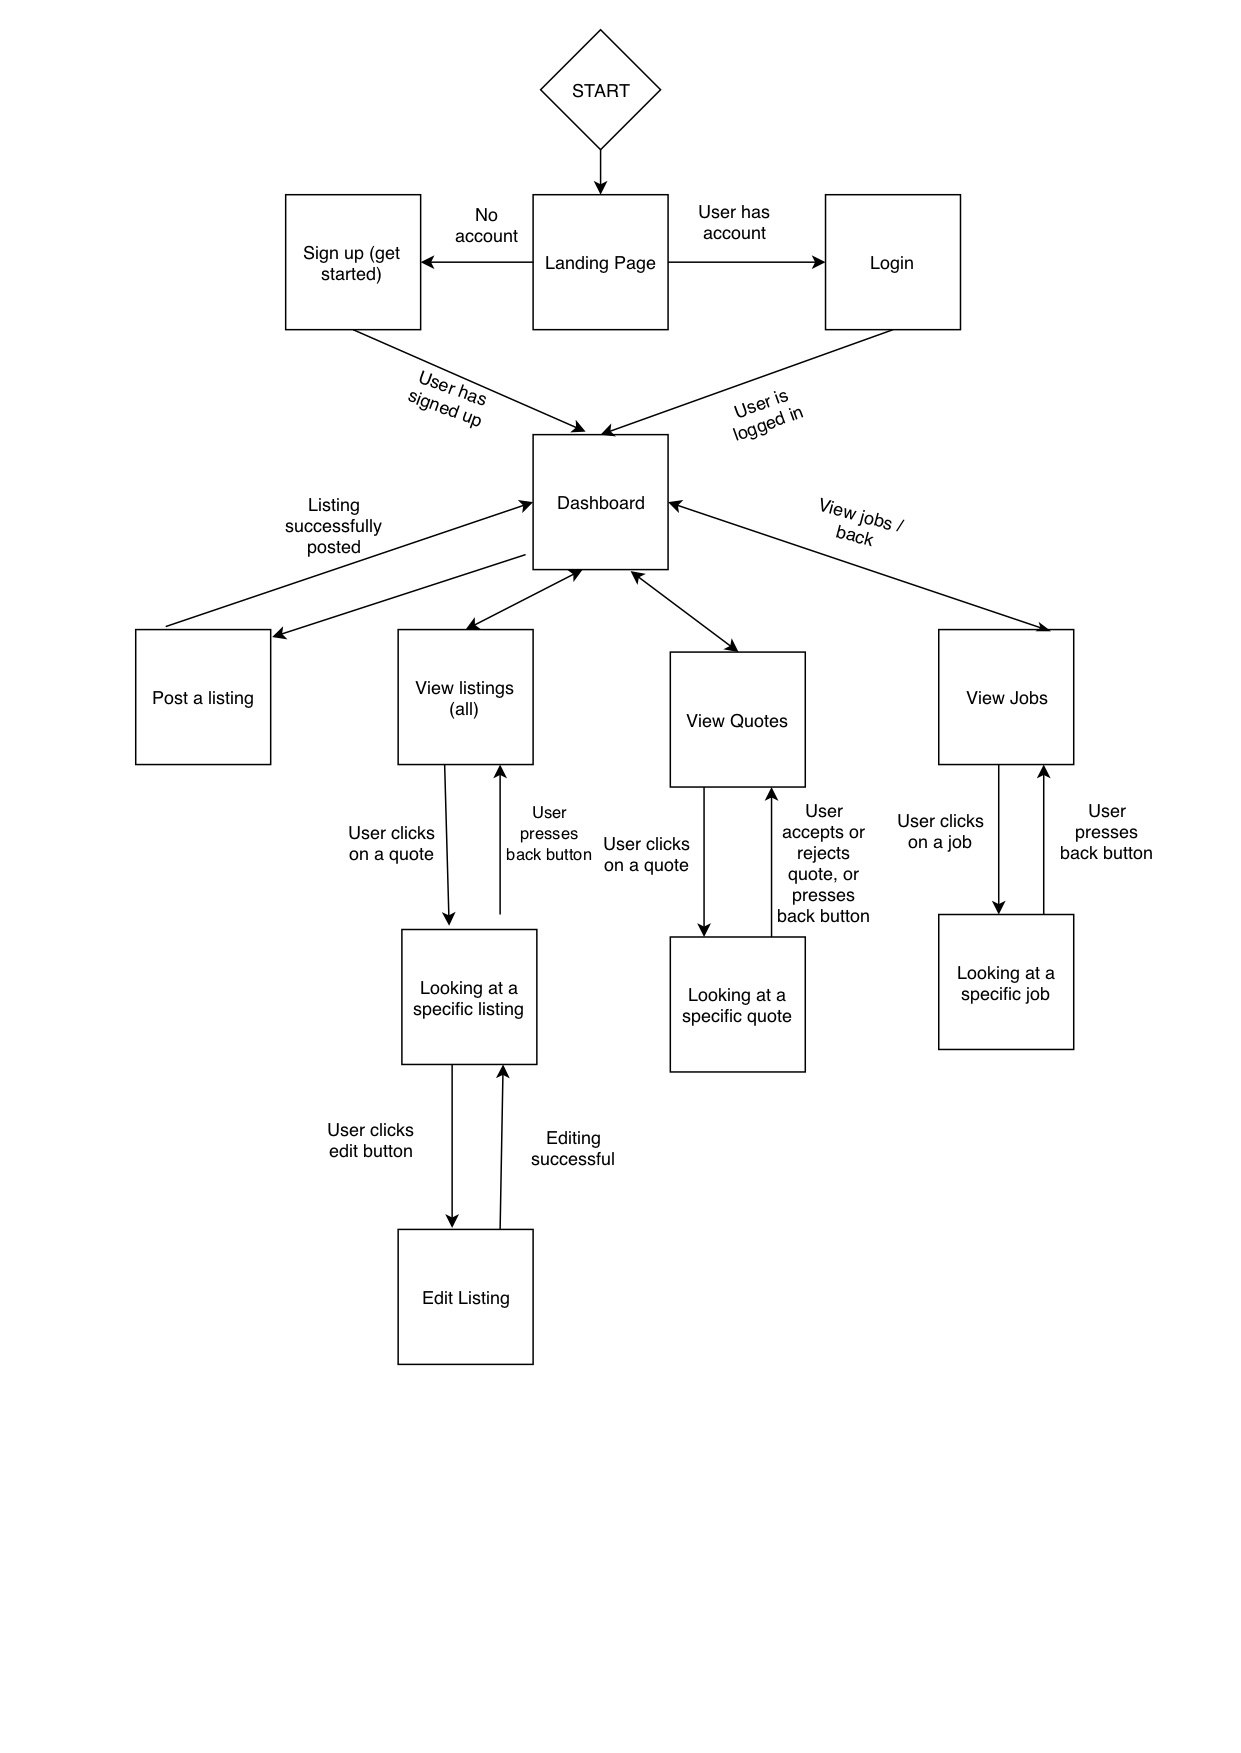 START
No
account
User has
account
Sign up (get
started)
Landing Page
Login
User has
signed up
User is
logged in
Dashboard
Listing
successfully
posted
View jobs /
back
Post a listing
View listings
(all)
View Quotes
View Jobs
User clicks
on a quote
User
presses
back button
User clicks
on a quote
User
accepts or
rejects
quote, or
presses
back button
User clicks
on a job
User
presses
back button
Looking at a
specific listing
Looking at a
specific quote
Looking at a
specific job
User clicks
edit button
Editing
successful
Edit Listing